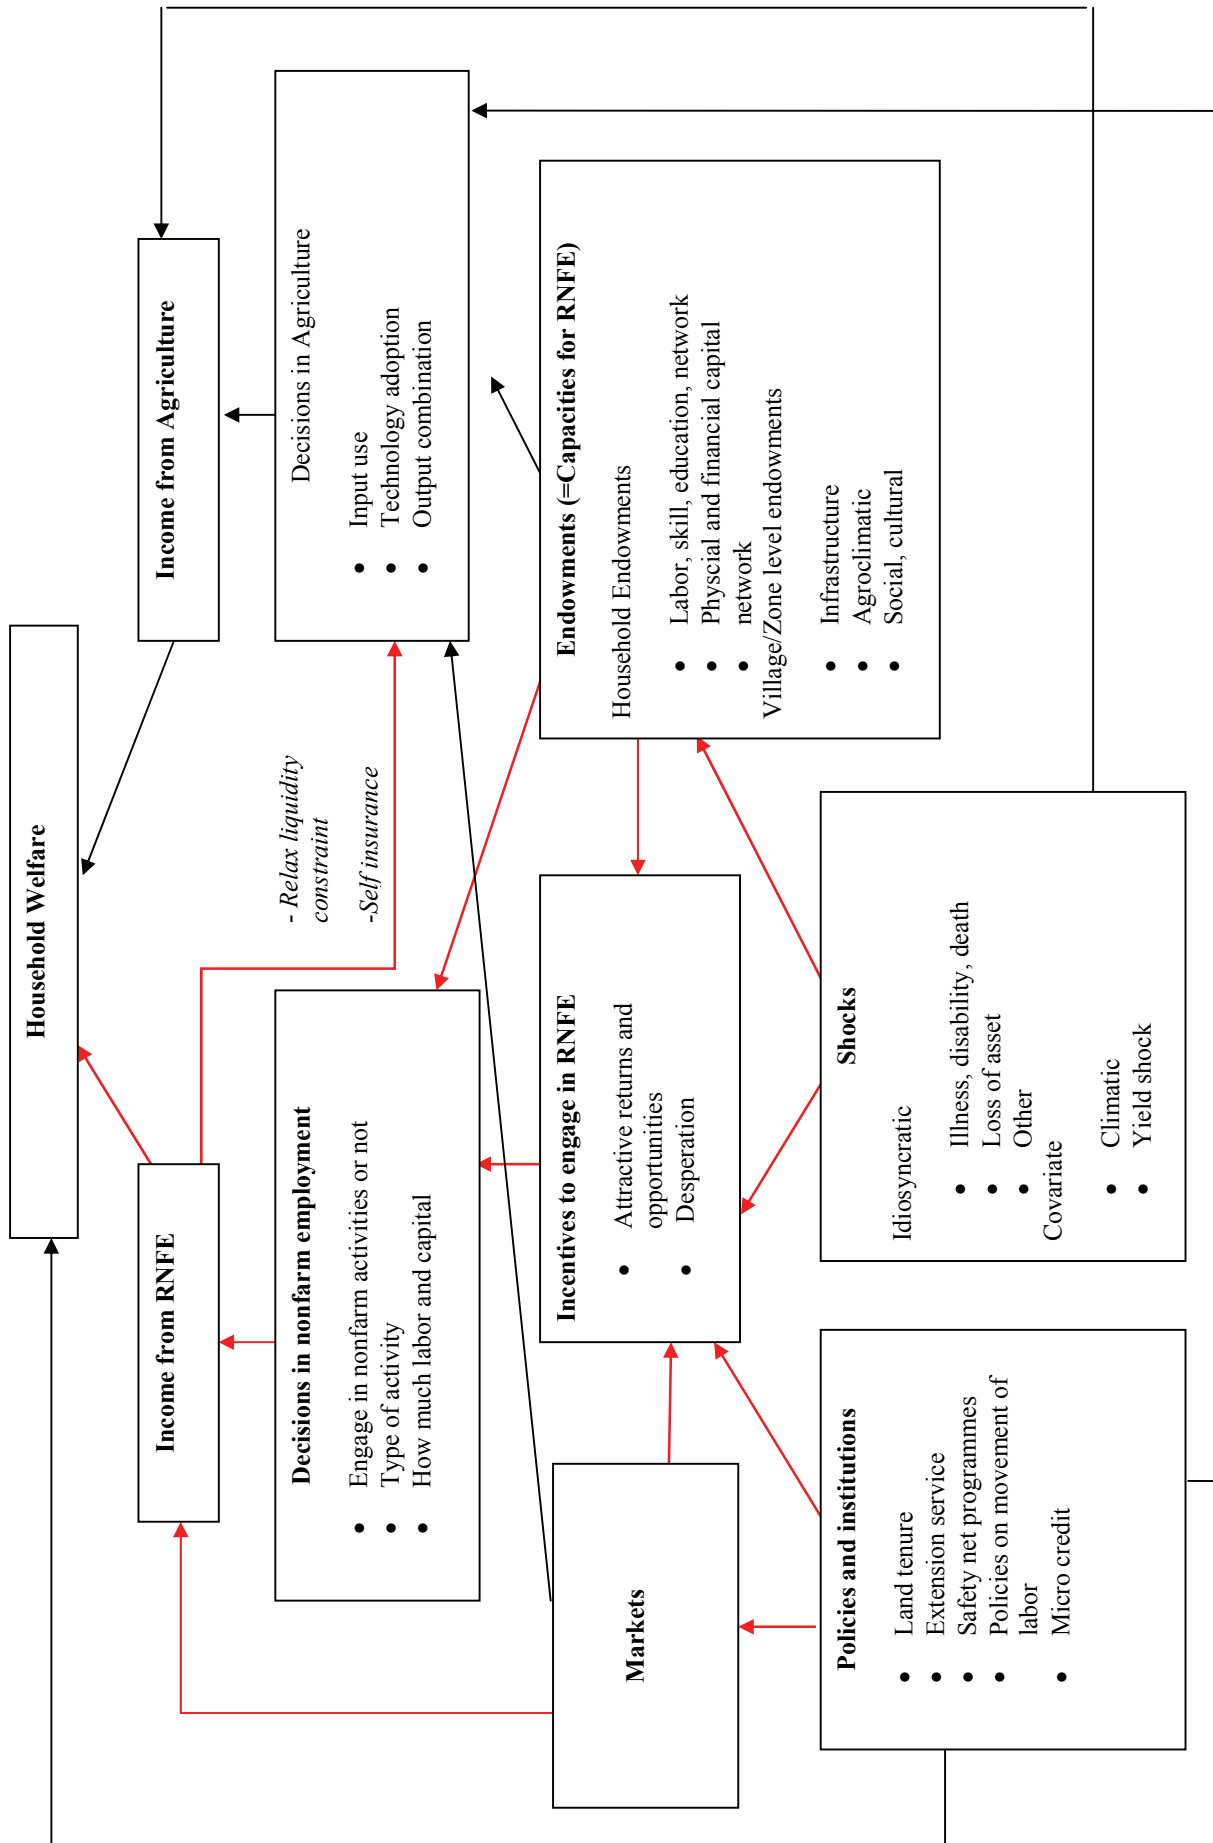 Household Welfare
Income from RNFE
Income from Agriculture
- Relax liquidity
constraint
-Self insurance
Decisions in nonfarm employment
• Engage in nonfarm activities or not
• Type of activity
• How much labor and capital
Decisions in Agriculture
• Input use
• Technology adoption
• Output combination
Markets
Incentives to engage in RNFE
• Attractive returns and
opportunities
• Desperation
Endowments (=Capacities for RNFE)
Household Endowments
• Labor, skill, education, network
• Physcial and financial capital
• network
Village/Zone level endowments
• Infrastructure
• Agroclimatic
• Social, cultural
Policies and institutions
• Land tenure
• Extension service
• Safety net programmes
• Policies on movement of
labor
• Micro credit
Shocks
Idiosyncratic
• Illness, disability, death
• Loss of asset
• Other
Covariate
• Climatic
• Yield shock